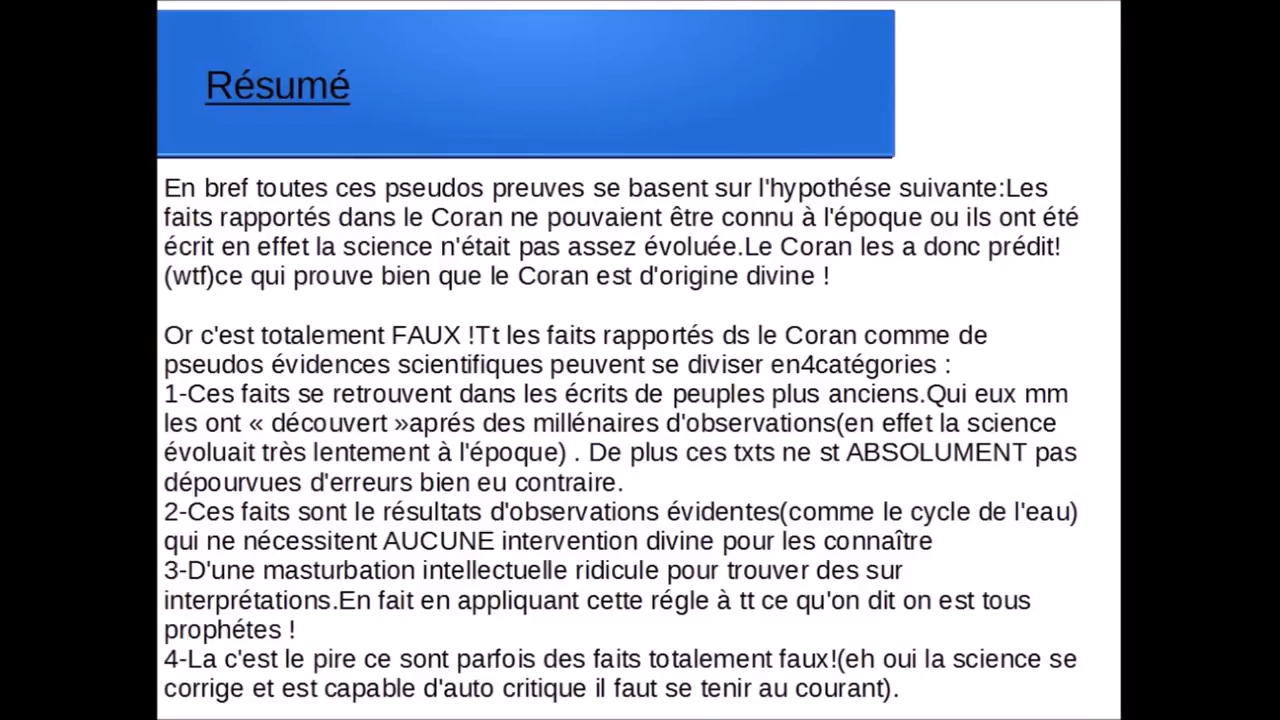 Résumé
En bref toutes ces pseudos preuves se basent sur l'hypothése suivante:Les
faits rapportés dans le Coran ne pouvaient être connu à l'époque ou ils ont été
écrit en effet la science n'était pas assez évoluée.Le Coran les a donc prédit!
(wtf)ce qui prouve bien que le Coran est d'origine divine !
Or c'est totalement FAUX !Tt les faits rapportés ds le Coran comme de
pseudos évidences scientifiques peuvent se diviser en4catégories :
1-Ces faits se retrouvent dans les écrits de peuples plus anciens.Qui eux mm
les ont « découvert »aprés des millénaires d'observations(en effet la science
évoluait très lentement à l'époque) . De plus ces txts ne st ABSOLUMENT pas
dépourvues d'erreurs bien eu contraire.
2-Ces faits sont le résultats d'observations évidentes(comme le cycle de l'eau)
qui ne nécessitent AUCUNE intervention divine pour les connaître
3-D'une masturbation intellectuelle ridicule pour trouver des sur
interprétations.En fait en appliquant cette régle à tt ce qu'on dit on est tous
prophétes !
4-La c'est le pire ce sont parfois des faits totalement faux!(eh oui la science se
corrige et est capable d'auto critique il faut se tenir au courant).